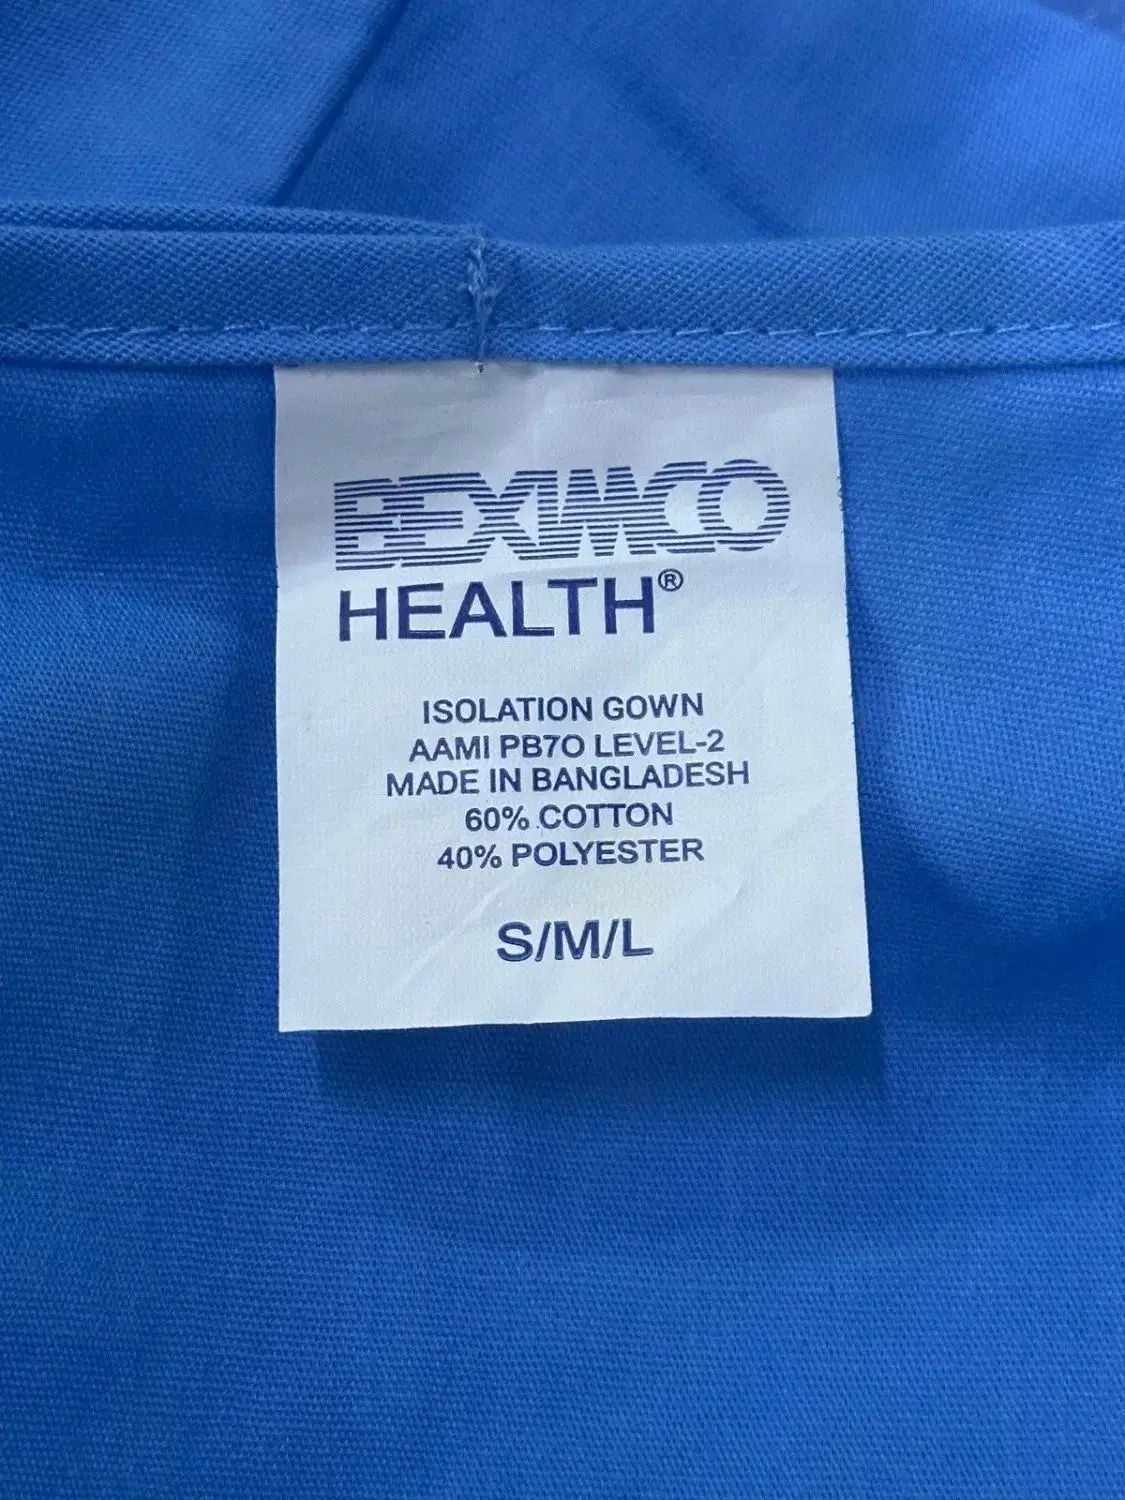 BEXIMCO
HEALTH®
ISOLATION GOWN
AAMI PB70 LEVEL-2
MADE IN BANGLADESH
60% COTTON
40% POLYESTER
S/M/L